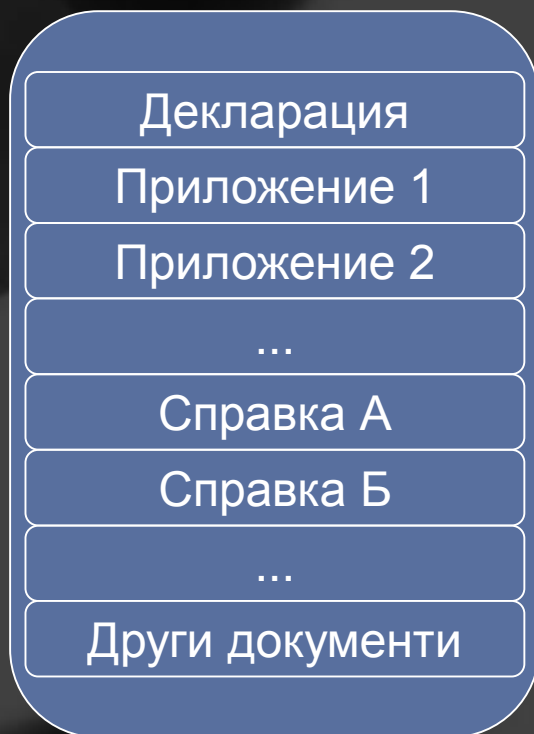 Декларация
Приложение 1
Приложение 2
...
Справка А
Справка Б
...
Други документи